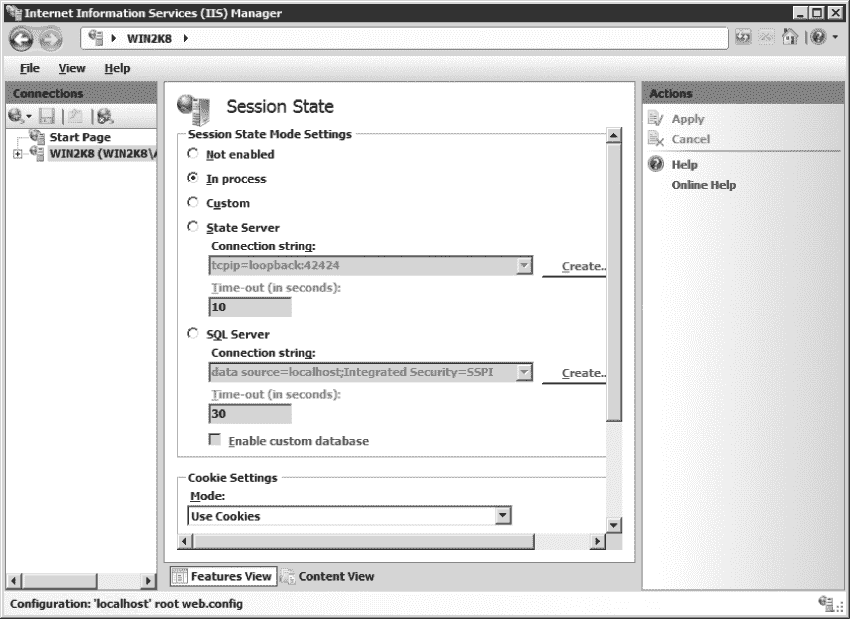 Internet Information Services (IIS) Manager
WIN2K8
File View Help
Connections
Start Page
WIN2K8 (WIN2K8\A
Session State
Session State Mode Settings
Not enabled
In process
Custom
State Server
Connection string:
tcpip=loopback:42424
Create..
Time-out (in seconds):
10
SQL Server
Connection string:
data source=localhost;Integrated Security=SSPI
Create..
Time-out (in seconds):
30
Enable custom database
Cookie Settings
Mode:
Use Cookies
Features View
Content View
Actions
Apply
Cancel
Help
Online Help
Configuration: 'localhost' root web.config